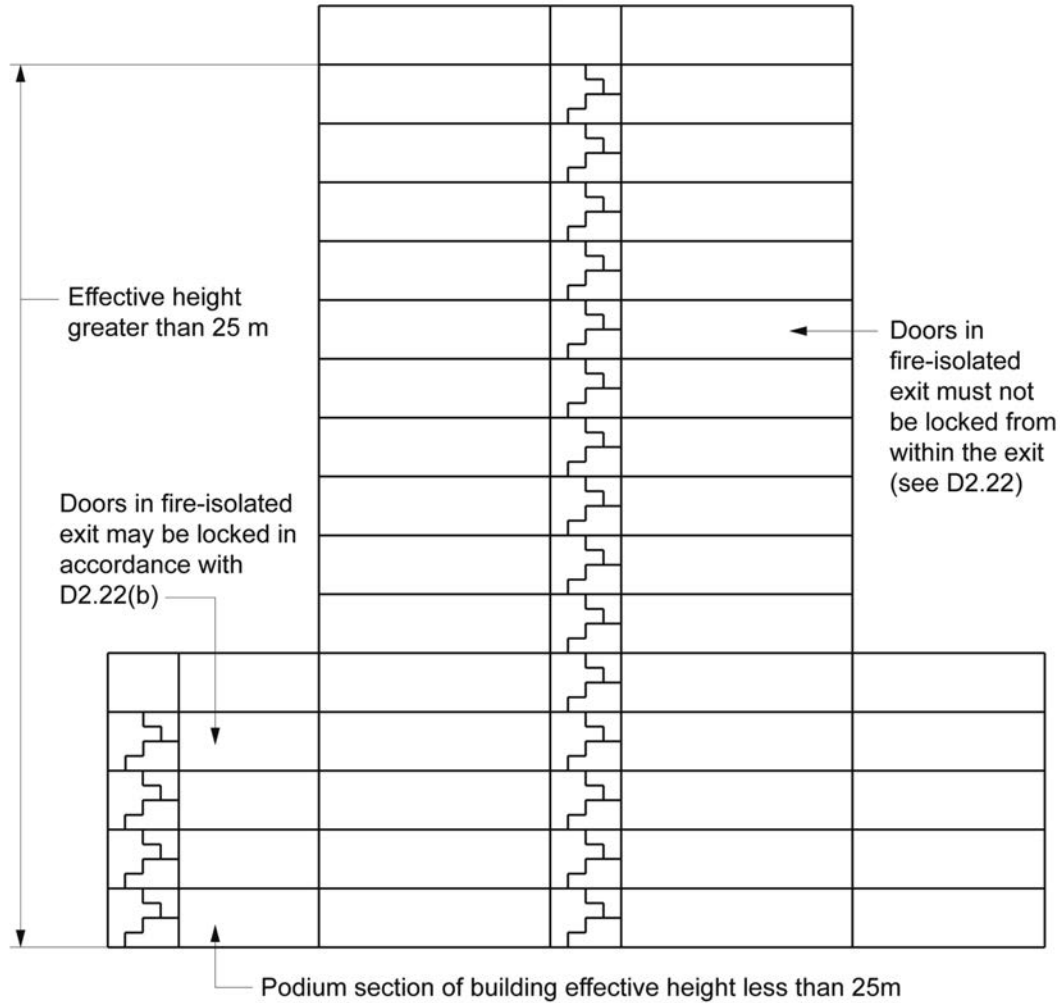 Effective height
greater than 25 m
Doors in
fire-isolated
exit must not
be locked from
within the exit
(see D2.22)
Doors in fire-isolated
exit may be locked in
accordance with
D2.22(b)
Podium section of building effective height less than 25m